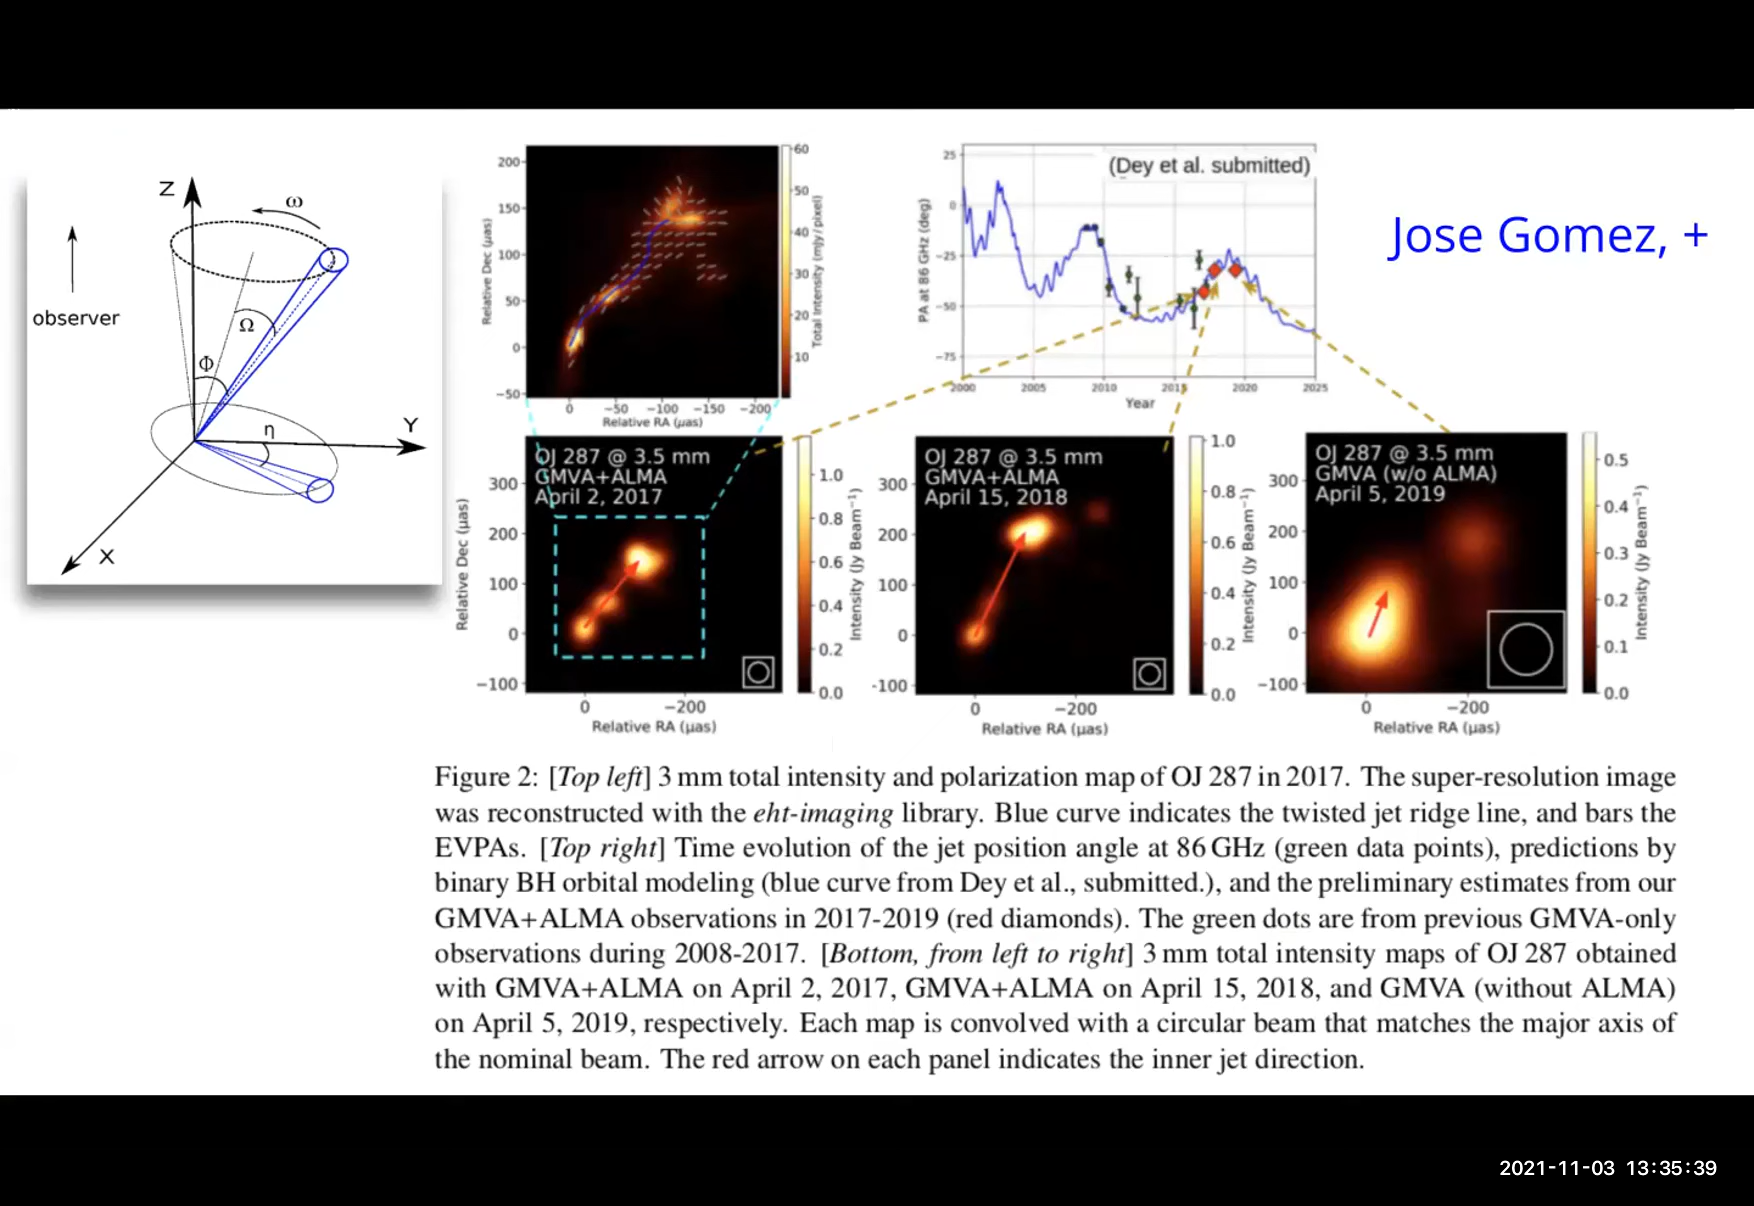 Z
ω
observer
Ω
Φ
η
Y
X
200
150
100
50
0
−50
Relative Dec (μas)
0
−50
−100
−150
−200
Relative RA (μas)
60
50
40
30
20
10
Total Intensity (mJy/pixel)
(Dey et al. submitted)
25
0
−25
−50
−75
PA at 86 GHz (deg)
2000
2005
2010
2015
2020
2025
Year
Jose Gomez, +
OJ 287 @ 3.5 mm
GMVA+ALMA
April 2, 2017
300
200
100
0
−100
Relative Dec (μas)
0
−200
Relative RA (μas)
1.0
0.8
0.6
0.4
0.2
0.0
Intensity (Jy Beam⁻¹)
OJ 287 @ 3.5 mm
GMVA+ALMA
April 15, 2018
300
200
100
0
-100
0
−200
Relative RA (μas)
1.0
0.8
0.6
0.4
0.2
0.0
Intensity (Jy Beam⁻¹)
OJ 287 @ 3.5 mm
GMVA (w/o ALMA)
April 5, 2019
300
200
100
0
−100
0
−200
Relative RA (μas)
0.5
0.4
0.3
0.2
0.1
0.0
Intensity (Jy Beam⁻¹)
Figure 2: [Top left] 3 mm total intensity and polarization map of OJ 287 in 2017. The super-resolution image
was reconstructed with the eht-imaging library. Blue curve indicates the twisted jet ridge line, and bars the
EVPAs. [Top right] Time evolution of the jet position angle at 86 GHz (green data points), predictions by
binary BH orbital modeling (blue curve from Dey et al., submitted.), and the preliminary estimates from our
GMVA+ALMA observations in 2017-2019 (red diamonds). The green dots are from previous GMVA-only
observations during 2008-2017. [Bottom, from left to right] 3 mm total intensity maps of OJ 287 obtained
with GMVA+ALMA on April 2, 2017, GMVA+ALMA on April 15, 2018, and GMVA (without ALMA)
on April 5, 2019, respectively. Each map is convolved with a circular beam that matches the major axis of
the nominal beam. The red arrow on each panel indicates the inner jet direction.
2021-11-03 13:35:39